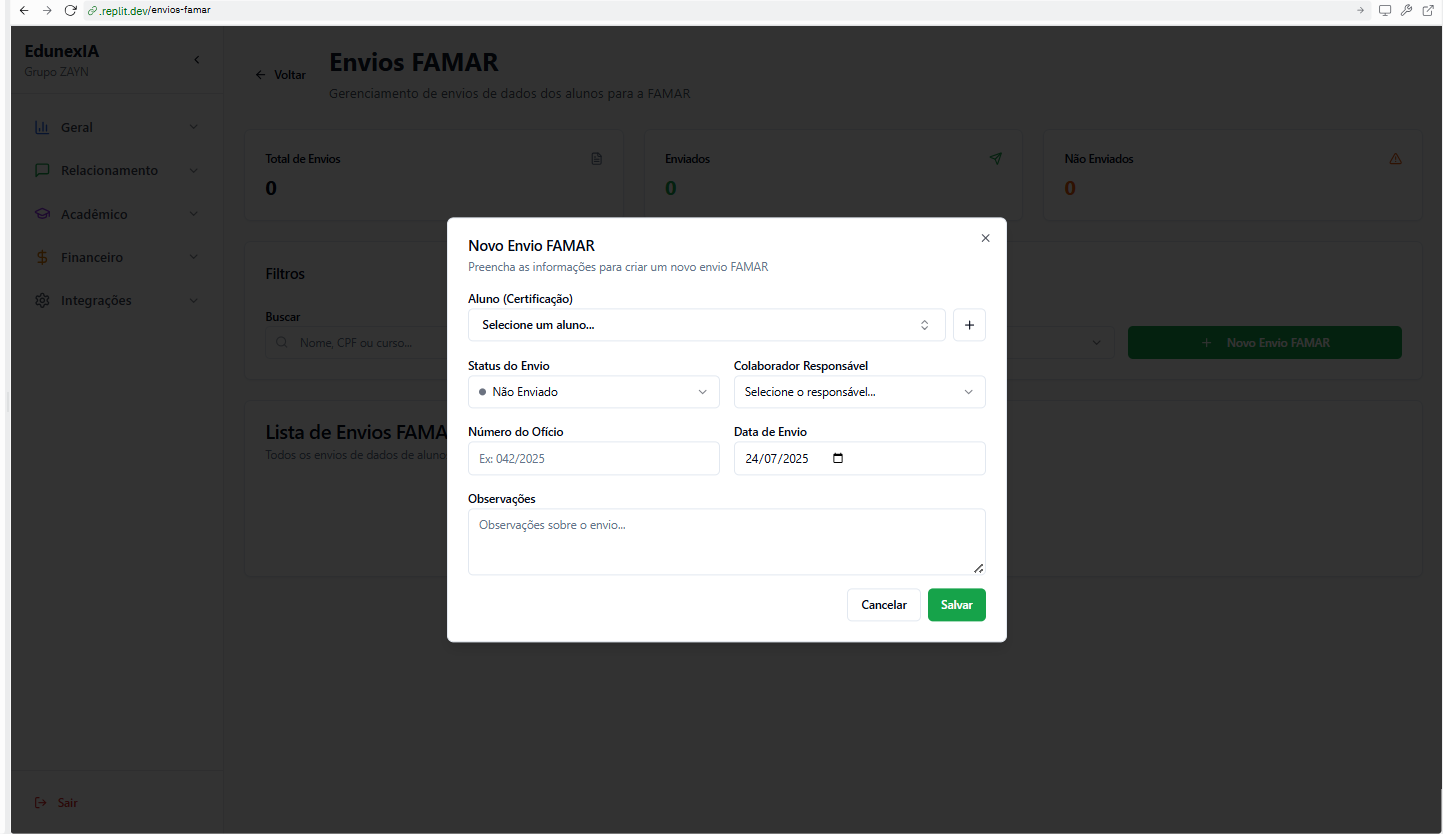 .replit.dev/envios-famar
EdunexIA
Grupo ZAYN
Geral
Relacionamento
Acadêmico
Financeiro
Integrações
Sair
Voltar
Envios FAMAR
Gerenciamento de envios de dados dos alunos para a FAMAR
Total de Envios
0
Enviados
0
Não Enviados
0
Filtros
Buscar
Nome, CPF ou curso...
Novo Envio FAMAR
Lista de Envios FAMA
Todos os envios de dados de aluno
Novo Envio FAMAR
Preencha as informações para criar um novo envio FAMAR
Aluno (Certificação)
Selecione um aluno...
Status do Envio
Não Enviado
Colaborador Responsável
Selecione o responsável...
Número do Ofício
Ex: 042/2025
Data de Envio
24/07/2025
Observações
Observações sobre o envio...
Cancelar
Salvar